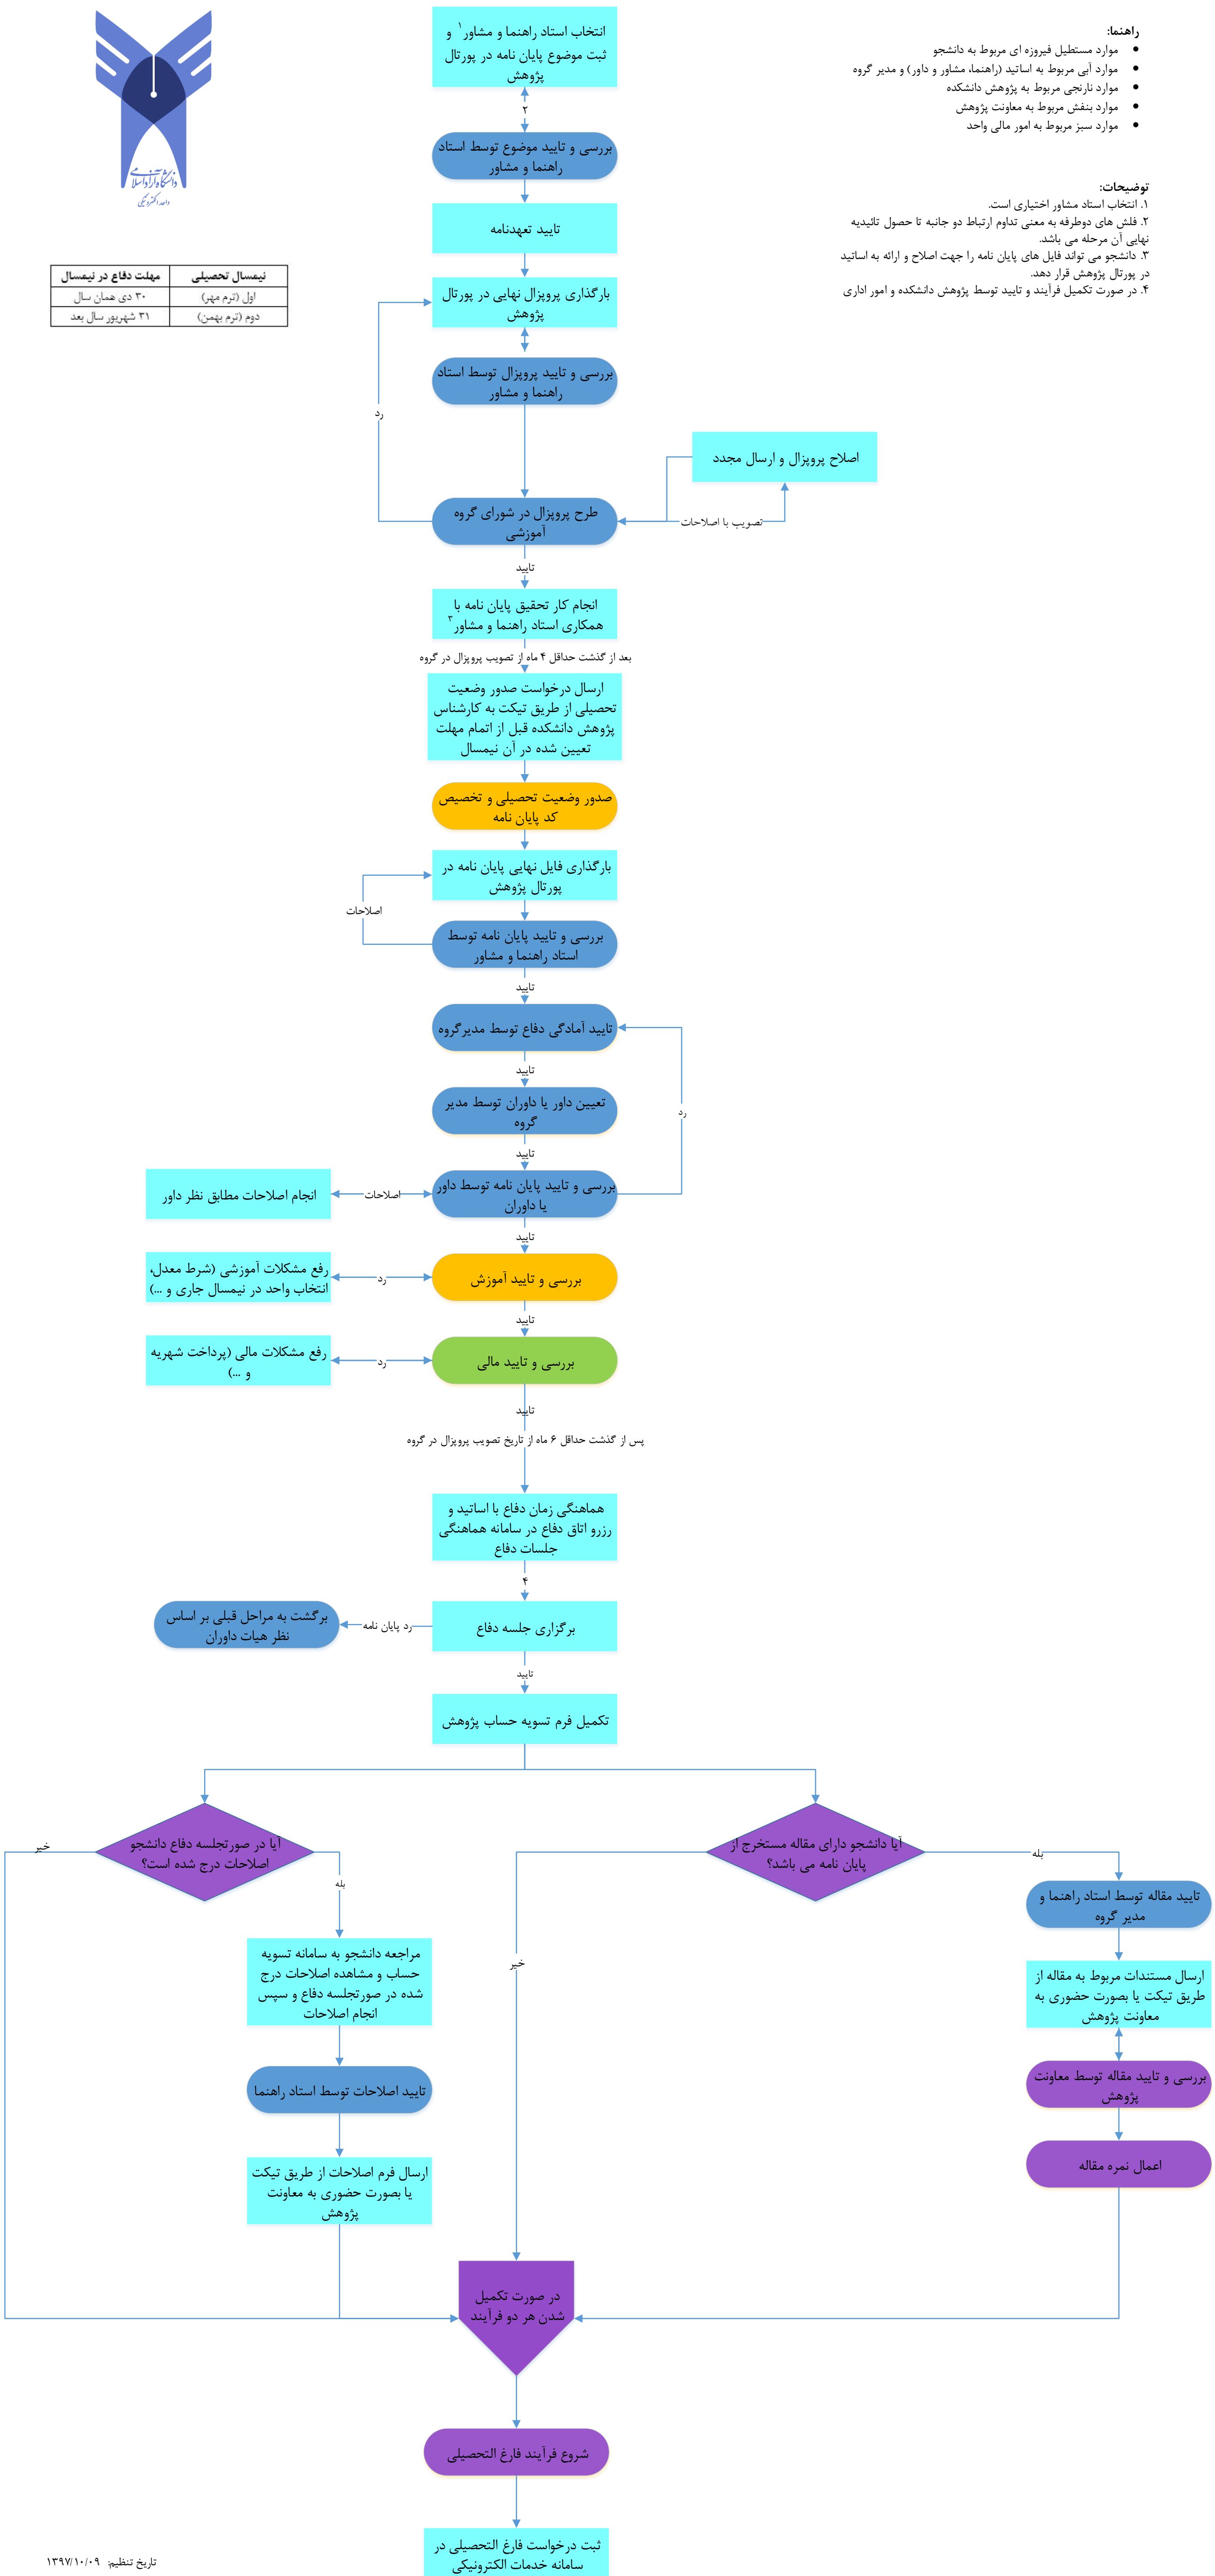 راهنما:
موارد مستطیل فیروزه ای مربوط به دانشجو
موارد آبی مربوط به اساتید (راهنما، مشاور و داور) و مدیر گروه
موارد نارنجی مربوط به پژوهش دانشکده
موارد بنفش مربوط به معاونت پژوهش
موارد سبز مربوط به امور مالی واحد
توضیحات:
۱. انتخاب استاد مشاور اختیاری است.
۲. فلش های دوطرفه به معنی تداوم ارتباط دو جانبه تا حصول تائیدیه
نهایی آن مرحله می باشد.
۳. دانشجو می تواند فایل های پایان نامه را جهت اصلاح و ارائه به اساتید
در پورتال پژوهش قرار دهد.
۴. در صورت تکمیل فرآیند و تایید توسط پژوهش دانشکده و امور اداری
دانشگاه آزاد اسلامی
واحد الکترونیکی
نیمسال تحصیلی مهلت دفاع در نیمسال
اول (ترم مهر) ۳۰ دی همان سال
دوم (ترم بهمن) ۳۱ شهریور سال بعد
انتخاب استاد راهنما و مشاور۱ و
ثبت موضوع پایان نامه در پورتال
پژوهش
۲
بررسی و تایید موضوع توسط استاد
راهنما و مشاور
تایید تعهدنامه
بارگذاری پروپزال نهایی در پورتال
پژوهش
بررسی و تایید پروپزال توسط استاد
راهنما و مشاور
رد
اصلاح پروپزال و ارسال مجدد
طرح پروپزال در شورای گروه
آموزشی
تصویب با اصلاحات
تایید
انجام کار تحقیق پایان نامه با
همکاری استاد راهنما و مشاور۳
بعد از گذشت حداقل ۴ ماه از تصویب پروپزال در گروه
ارسال درخواست صدور وضعیت
تحصیلی از طریق تیکت به کارشناس
پژوهش دانشکده قبل از اتمام مهلت
تعیین شده در آن نیمسال
صدور وضعیت تحصیلی و تخصیص
کد پایان نامه
بارگذاری فایل نهایی پایان نامه در
پورتال پژوهش
اصلاحات
بررسی و تایید پایان نامه توسط
استاد راهنما و مشاور
تایید
تایید آمادگی دفاع توسط مدیرگروه
تایید
تعیین داور یا داوران توسط مدیر
گروه
رد
تایید
بررسی و تایید پایان نامه توسط داور
یا داوران
اصلاحات
انجام اصلاحات مطابق نظر داور
تایید
بررسی و تایید آموزش
رد
رفع مشکلات آموزشی (شرط معدل،
انتخاب واحد در نیمسال جاری و ...)
تایید
بررسی و تایید مالی
رد
رفع مشکلات مالی (پرداخت شهریه
و ...)
تایید
پس از گذشت حداقل ۶ ماه از تاریخ تصویب پروپزال در گروه
هماهنگی زمان دفاع با اساتید و
رزرو اتاق دفاع در سامانه هماهنگی
جلسات دفاع
۴
برگزاری جلسه دفاع
رد پایان نامه
برگشت به مراحل قبلی بر اساس
نظر هیات داوران
تایید
تکمیل فرم تسویه حساب پژوهش
آیا دانشجو دارای مقاله مستخرج از
پایان نامه می باشد؟
بله
خیر
تایید مقاله توسط استاد راهنما و
مدیر گروه
ارسال مستندات مربوط به مقاله از
طریق تیکت یا بصورت حضوری به
معاونت پژوهش
بررسی و تایید مقاله توسط معاونت
پژوهش
اعمال نمره مقاله
آیا در صورتجلسه دفاع دانشجو
اصلاحات درج شده است؟
خیر
بله
مراجعه دانشجو به سامانه تسویه
حساب و مشاهده اصلاحات درج
شده در صورتجلسه دفاع و سپس
انجام اصلاحات
تایید اصلاحات توسط استاد راهنما
ارسال فرم اصلاحات از طریق تیکت
یا بصورت حضوری به معاونت
پژوهش
در صورت تکمیل
شدن هر دو فرآیند
شروع فرآیند فارغ التحصیلی
ثبت درخواست فارغ التحصیلی در
سامانه خدمات الکترونیکی
تاریخ تنظیم: ۱۳۹۷/۱۰/۰۹